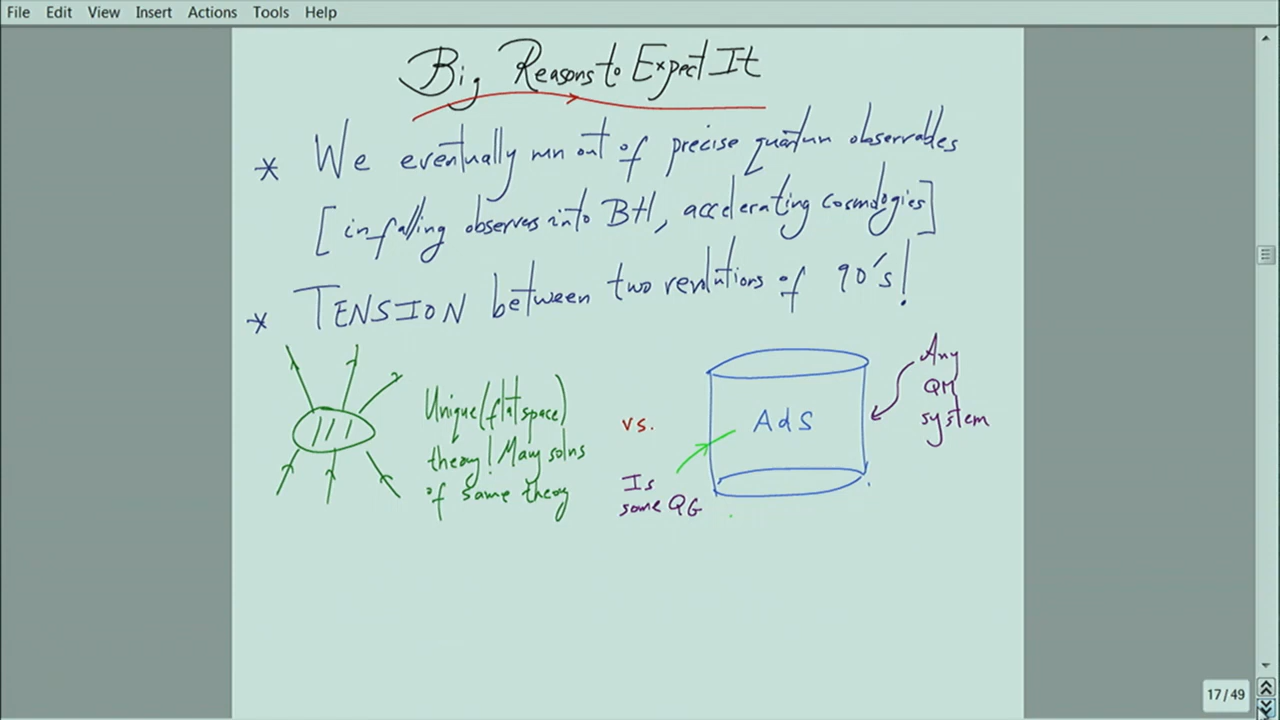 File Edit View Insert Actions Tools Help
Big Reasons to Expect It
* We eventually run out of precise quantum observables
[infalling observers into BH, accelerating cosmologies]
* TENSION between two revolutions of 90's!
Unique (flat space)
theory! Many solns
of same theory
vs.
Is
some QG
AdS
Any
QM
system
17/49